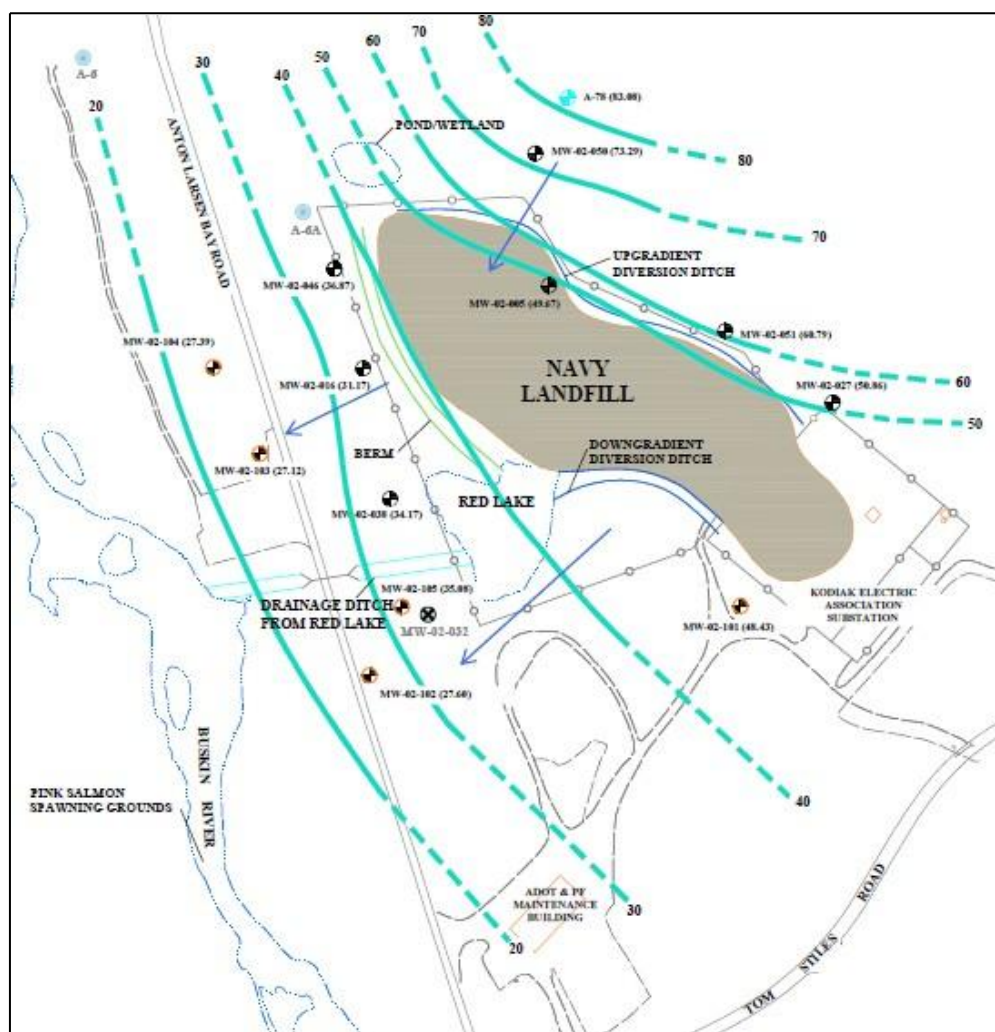 80
70
60
50
A-6
30
40
20
A-78 (83.08)
POND/WETLAND
MW-02-050 (73.29)
80
ANTON LARSEN BAY ROAD
A-6A
70
UPGRADIENT
DIVERSION DITCH
MW-02-046 (36.87)
MW-02-005 (49.67)
MW-02-104 (27.39)
MW-02-051 (60.79)
NAVY
LANDFILL
MW-02-016 (31.17)
60
MW-02-027 (50.86)
50
BERM
DOWNGRADIENT
DIVERSION DITCH
MW-02-103 (27.12)
RED LAKE
MW-02-038 (34.17)
MW-02-105 (35.08)
DRAINAGE DITCH
FROM RED LAKE
MW-02-032
KODIAK ELECTRIC
ASSOCIATION
SUBSTATION
MW-02-101 (48.43)
MW-02-102 (27.60)
BUSKIN RIVER
PINK SALMON
SPAWNING GROUNDS
40
ADOT & PF
MAINTENANCE
BUILDING
30
20
TOM STILES ROAD